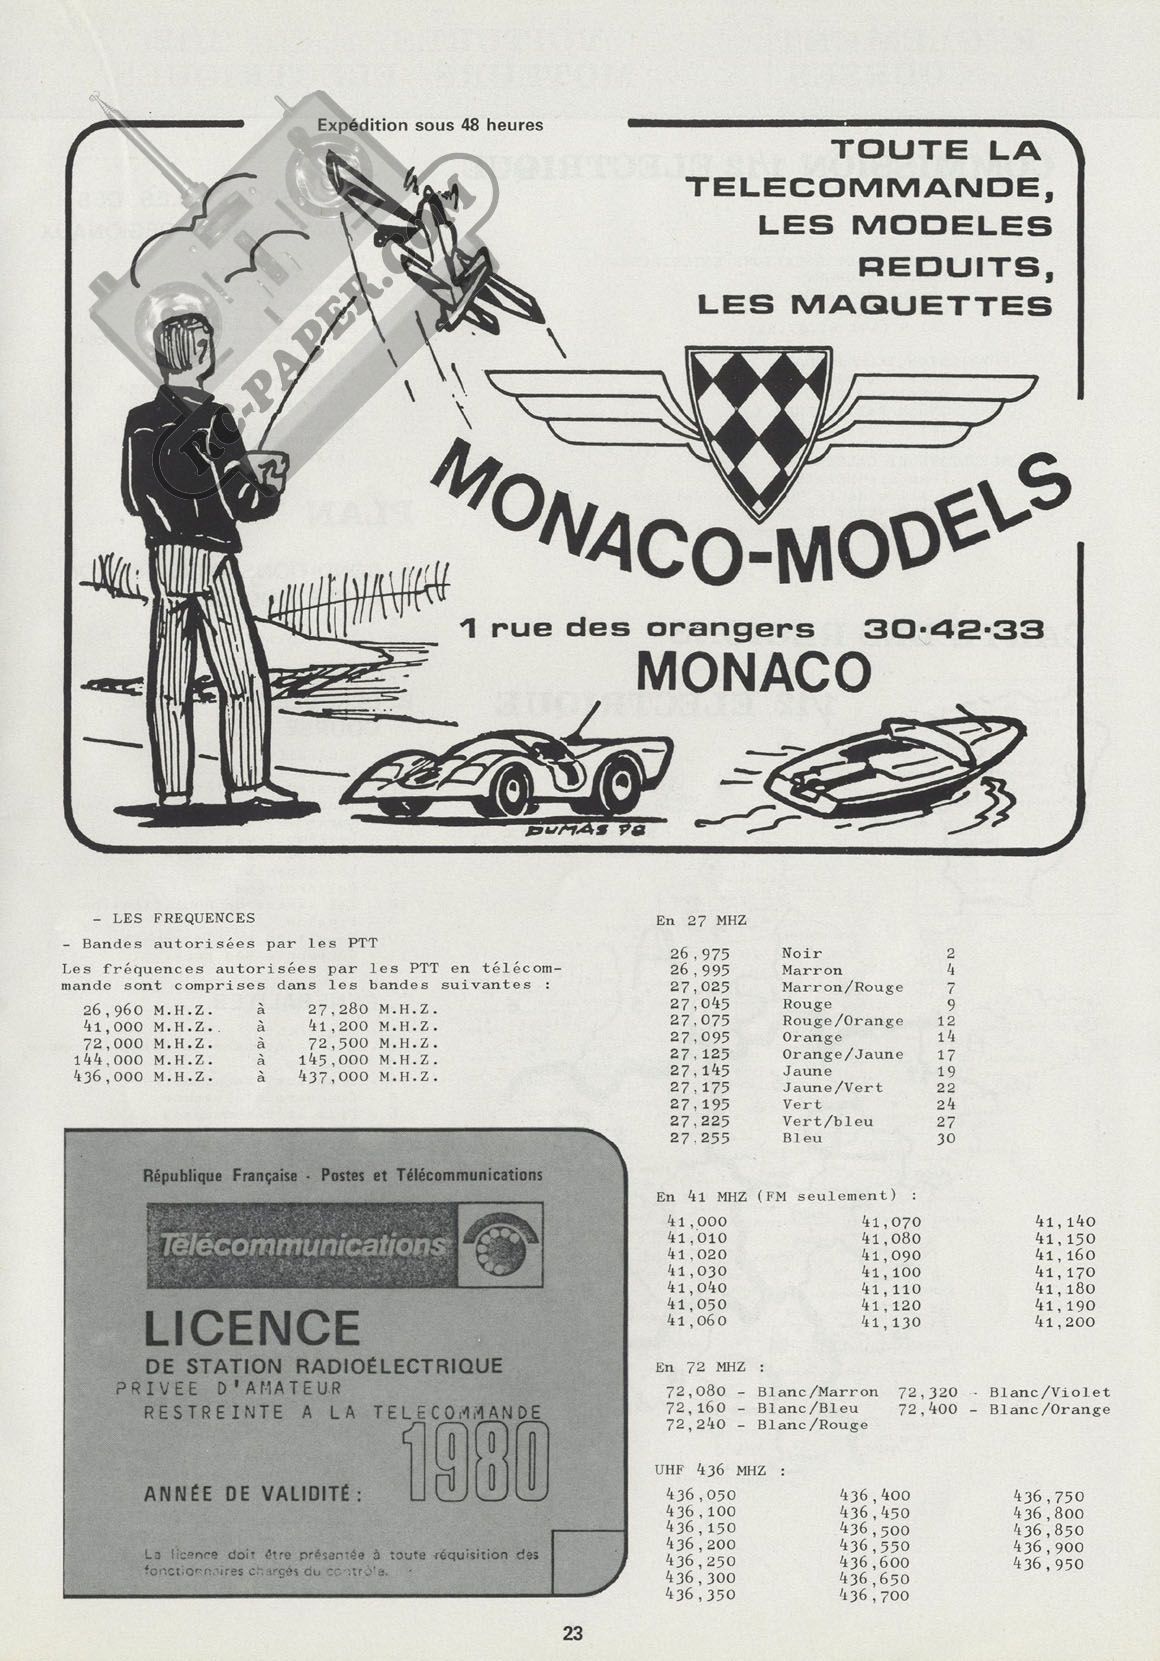 Expédition sous 48 heures
TOUTE LA
TELECOMMANDE,
LES MODELES
REDUITS,
LES MAQUETTES
RC-PAPER.COM
MONACO-MODELS
1 rue des orangers 30·42·33
MONACO
DUMAS 78
- LES FREQUENCES
- Bandes autorisées par les PTT
Les fréquences autorisées par les PTT en télécom-
mande sont comprises dans les bandes suivantes :
26,960 M.H.Z. à 27,280 M.H.Z.
41,000 M.H.Z. à 41,200 M.H.Z.
72,000 M.H.Z. à 72,500 M.H.Z.
144,000 M.H.Z. à 145,000 M.H.Z.
436,000 M.H.Z. à 437,000 M.H.Z.
République Française - Postes et Télécommunications
Télécommunications
LICENCE
DE STATION RADIOÉLECTRIQUE
PRIVEE D'AMATEUR
RESTREINTE A LA TELECOMMANDE
1980
ANNÉE DE VALIDITÉ :
La licence doit être présentée à toute réquisition des
fonctionnaires chargés du contrôle.
En 27 MHZ
26,975 Noir 2
26,995 Marron 4
27,025 Marron/Rouge 7
27,045 Rouge 9
27,075 Rouge/Orange 12
27,095 Orange 14
27,125 Orange/Jaune 17
27,145 Jaune 19
27,175 Jaune/Vert 22
27,195 Vert 24
27,225 Vert/bleu 27
27,255 Bleu 30
En 41 MHZ (FM seulement) :
41,000 41,070 41,140
41,010 41,080 41,150
41,020 41,090 41,160
41,030 41,100 41,170
41,040 41,110 41,180
41,050 41,120 41,190
41,060 41,130 41,200
En 72 MHZ :
72,080 - Blanc/Marron 72,320 - Blanc/Violet
72,160 - Blanc/Bleu 72,400 - Blanc/Orange
72,240 - Blanc/Rouge
UHF 436 MHZ :
436,050 436,400 436,750
436,100 436,450 436,800
436,150 436,500 436,850
436,200 436,550 436,900
436,250 436,600 436,950
436,300 436,650
436,350 436,700
23